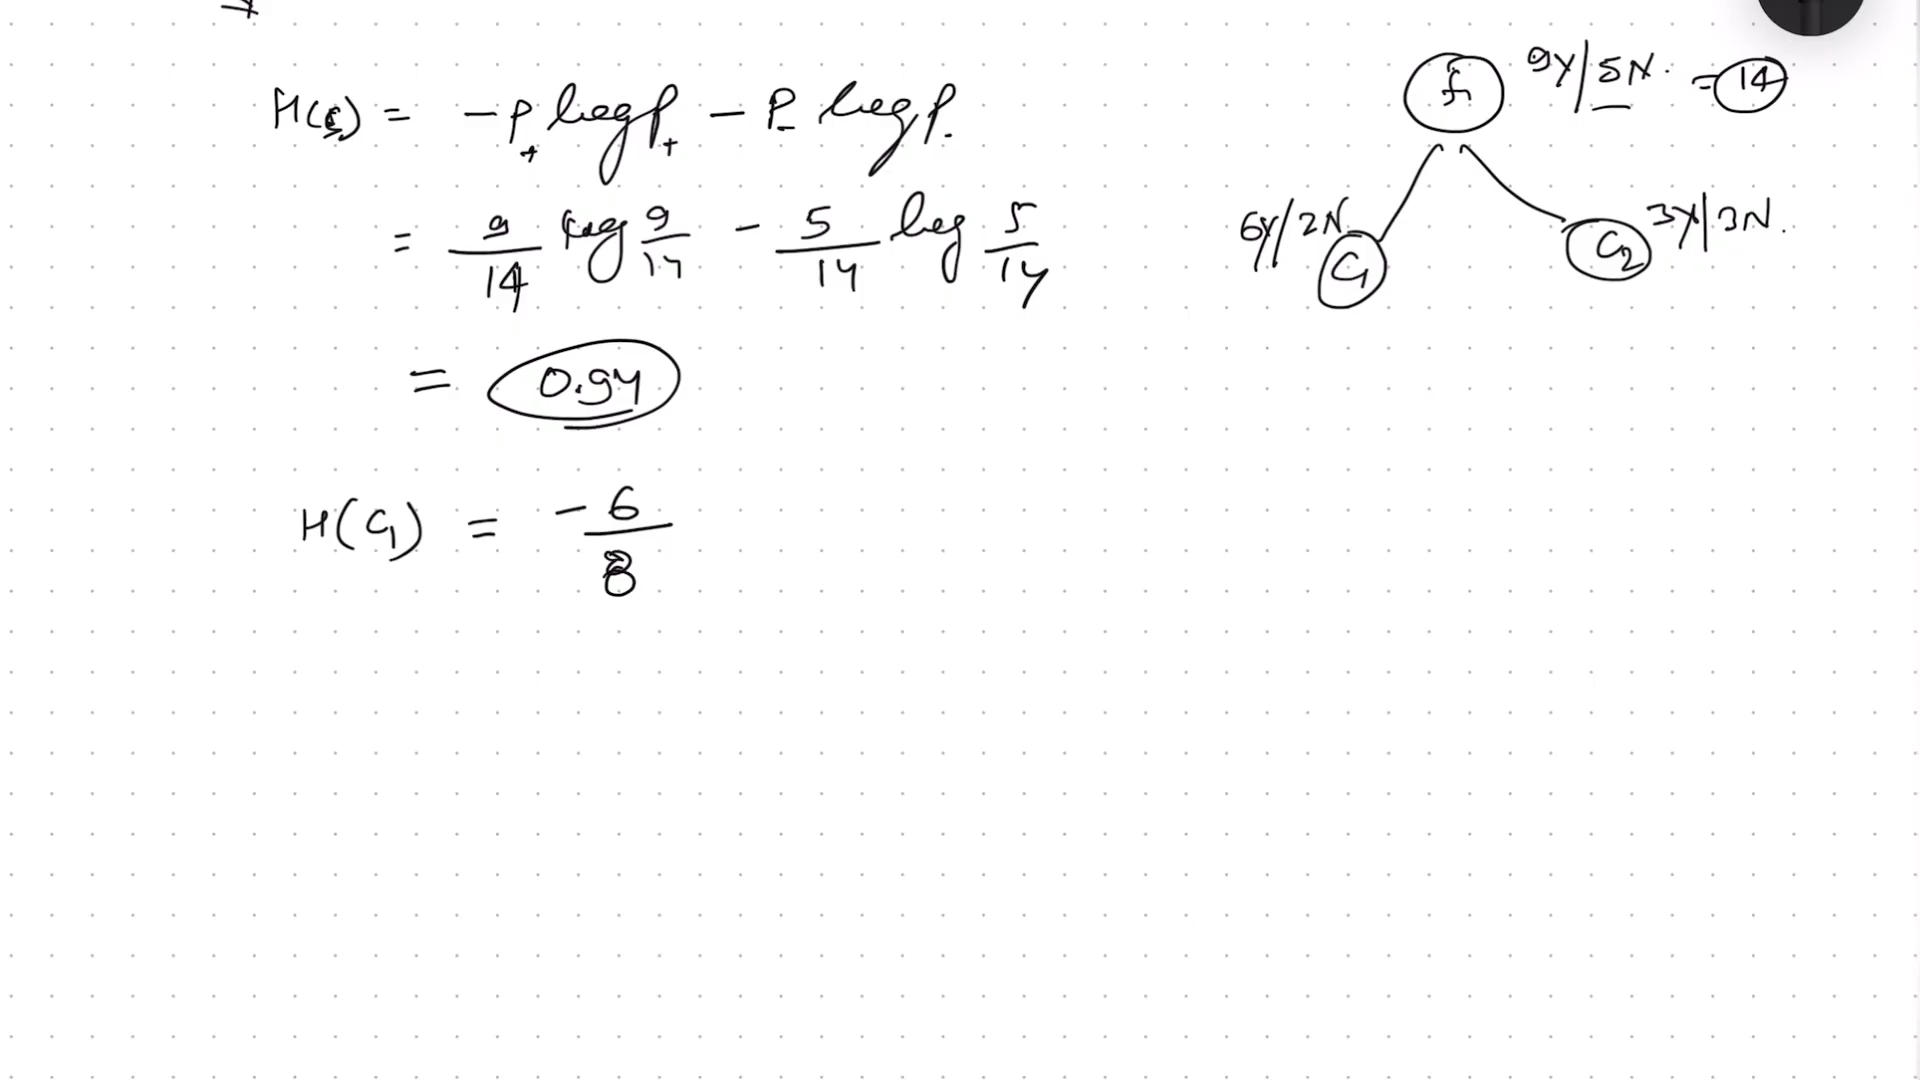 H(S) = -P₊ log P₊ - P₋ log P₋
= 9/14 log 9/14 - 5/14 log 5/14
= 0.94
H(C₁) = -6/8
f₁ 9Y/5N. = 14
6Y/2N C₁
C₂ 3Y/3N.